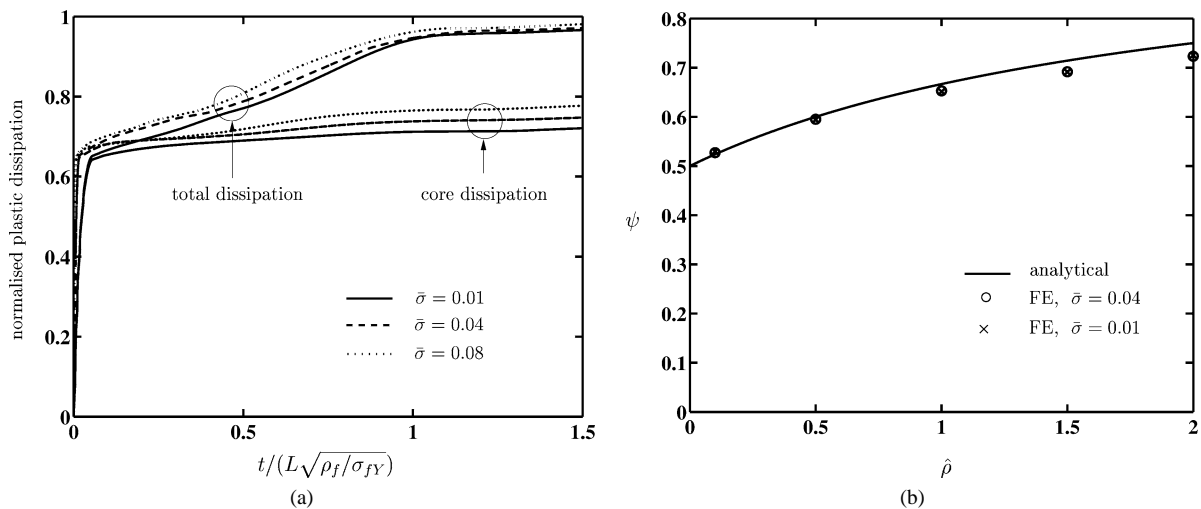 1
0.8
0.6
0.4
0.2
0
0
0.5
1
1.5
normalised plastic dissipation
total dissipation
core dissipation
σ̄ = 0.01
σ̄ = 0.04
σ̄ = 0.08
t/(L√ρf/σfY)
(a)
0.8
0.7
0.6
0.5
0.4
0.3
0.2
0.1
0
0
0.5
1
1.5
2
ψ
analytical
FE, σ̄ = 0.04
FE, σ̄ = 0.01
ρ̂
(b)